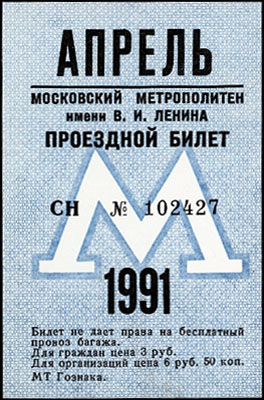 АПРЕЛЬ
МОСКОВСКИЙ МЕТРОПОЛИТЕН
имени В. И. ЛЕНИНА
ПРОЕЗДНОЙ БИЛЕТ
М
СН № 102427
1991
Билет не дает права на бесплатный
провоз багажа.
Для граждан цена 3 руб.
Для организаций цена 6 руб. 50 коп.
МТ Гознака.